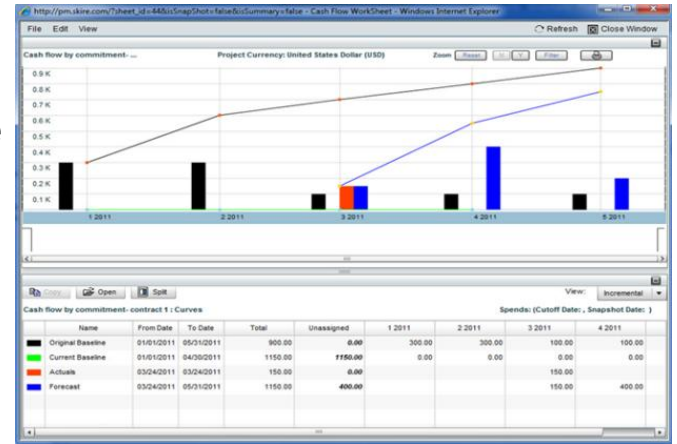 http://pm.skire.com/?sheet_id=448&isSnapShot=false&isSummary=false - Cash Flow WorkSheet - Windows Internet Explorer
File Edit View Refresh Close Window
Cash flow by commitment- ... Project Currency: United States Dollar (USD) Zoom Reset X Y Filter
0.9 K
0.8 K
0.7 K
0.6 K
0.5 K
0.4 K
0.3 K
0.2 K
0.1 K
1 2011 2 2011 3 2011 4 2011 5 2011
Copy Open Split View: Incremental
Cash flow by commitment- contract 1 : Curves Spends: (Cutoff Date: , Snapshot Date: )
Name From Date To Date Total Unassigned 1 2011 2 2011 3 2011 4 2011
Original Baseline 01/01/2011 05/31/2011 900.00 0.00 300.00 300.00 100.00 100.00
Current Baseline 01/01/2011 04/30/2011 1150.00 1150.00 0.00 0.00 0.00 0.00
Actuals 03/24/2011 03/24/2011 150.00 0.00 150.00
Forecast 03/24/2011 05/31/2011 1150.00 400.00 150.00 400.00